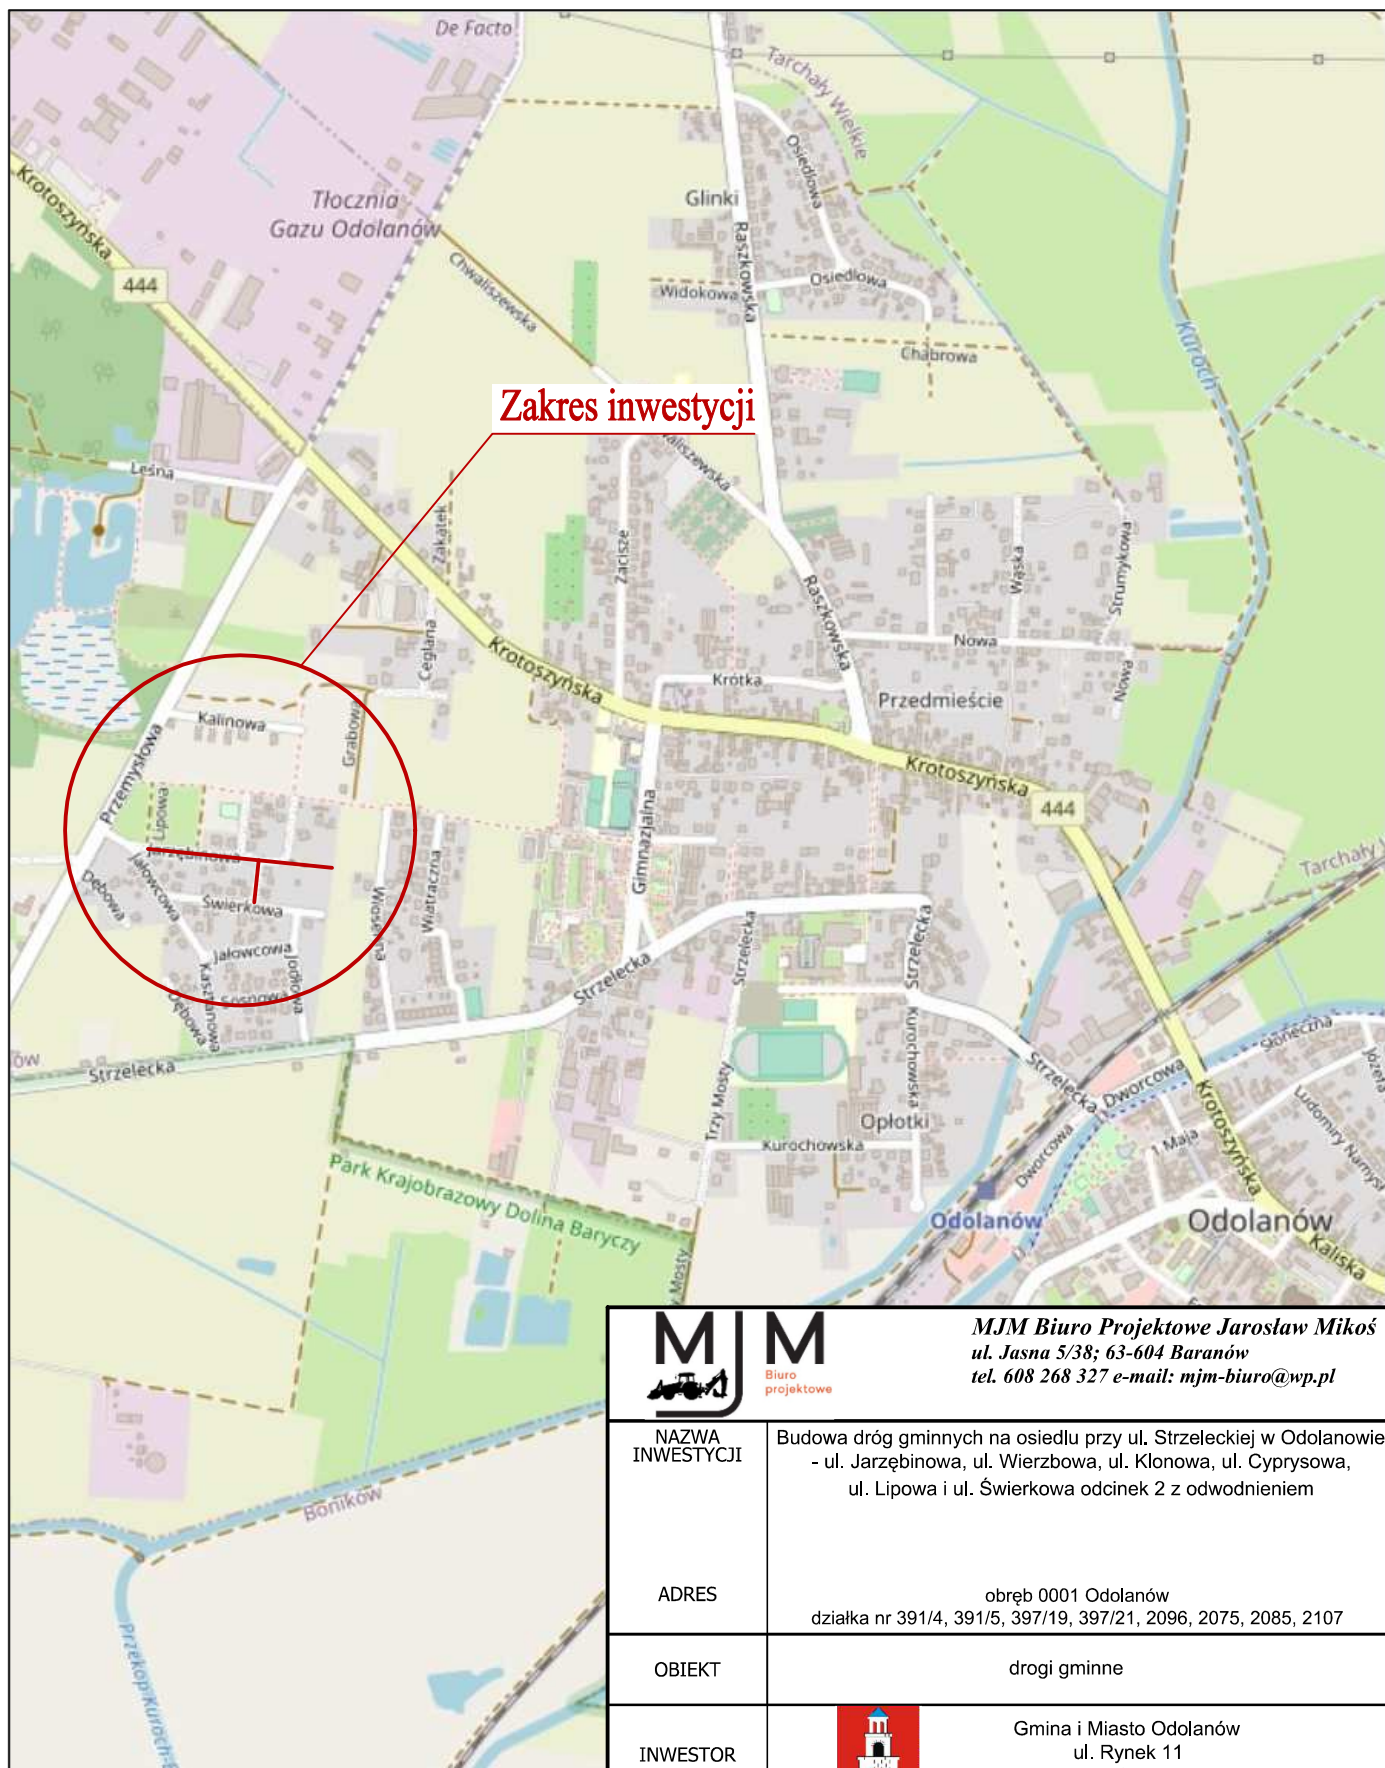 De Facto
Tarchały Wielkie
Krotoszyńska
Tłocznia
Gazu Odolanów
Glinki
Osiedlowa
Raszkowska
444
Chwaliszewska
Widokowa
Osiedlowa
Kuroch
Chabrowa
Zakres inwestycji
waliszewska
Leśna
Zakątek
Zacisze
Wąska
Strumykowa
Raszkowska
Nowa
Ceglana
Krotoszyńska
Krótka
Nowa
Przedmieście
Kalinowa
Grabowa
Przemysłowa
Krotoszyńska
444
Lipowa
Gimnazjalna
Jarzębinowa
Tarchały W
Jałowcowa
Dębowa
Świerkowa
Wiosenna
Wiatraczna
Strzelecka
Strzelecka
Jałowcowa
Jodłowa
Kasztanowa
Sosnowa
Dębowa
Strzelecka
Kurochowska
Słoneczna
Józefa
ów
Strzelecka
Strzelecka
Dworcowa
Trzy Mosty
Krotoszyńska
Ludomiry Namysł
Opłotki
Kurochowska
Dworcowa
1 Maja
Park Krajobrazowy Dolina Baryczy
Odolanów
Odolanów
Kaliska
y Mosty
MJM
Biuro
projektowe
MJM Biuro Projektowe Jarosław Mikoś
ul. Jasna 5/38; 63-604 Baranów
tel. 608 268 327 e-mail: mjm-biuro@wp.pl
NAZWA
INWESTYCJI
Budowa dróg gminnych na osiedlu przy ul. Strzeleckiej w Odolanowie
- ul. Jarzębinowa, ul. Wierzbowa, ul. Klonowa, ul. Cyprysowa,
ul. Lipowa i ul. Świerkowa odcinek 2 z odwodnieniem
Boników
ADRES
obręb 0001 Odolanów
działka nr 391/4, 391/5, 397/19, 397/21, 2096, 2075, 2085, 2107
Przekop Kuroch-
OBIEKT
drogi gminne
INWESTOR
Gmina i Miasto Odolanów
ul. Rynek 11